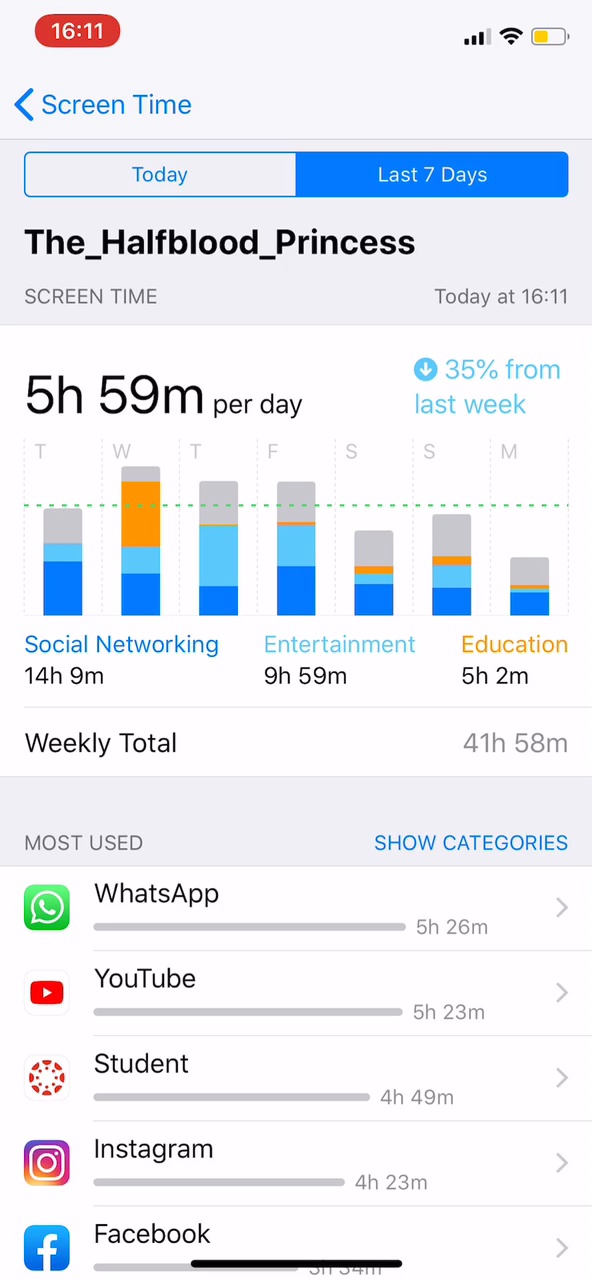 16:11
Screen Time
Today Last 7 Days
The_Halfblood_Princess
SCREEN TIME Today at 16:11
5h 59m per day
35% from last week
T W T F S S M
Social Networking Entertainment Education
14h 9m 9h 59m 5h 2m
Weekly Total 41h 58m
MOST USED SHOW CATEGORIES
WhatsApp
5h 26m
YouTube
5h 23m
Student
4h 49m
Instagram
4h 23m
Facebook